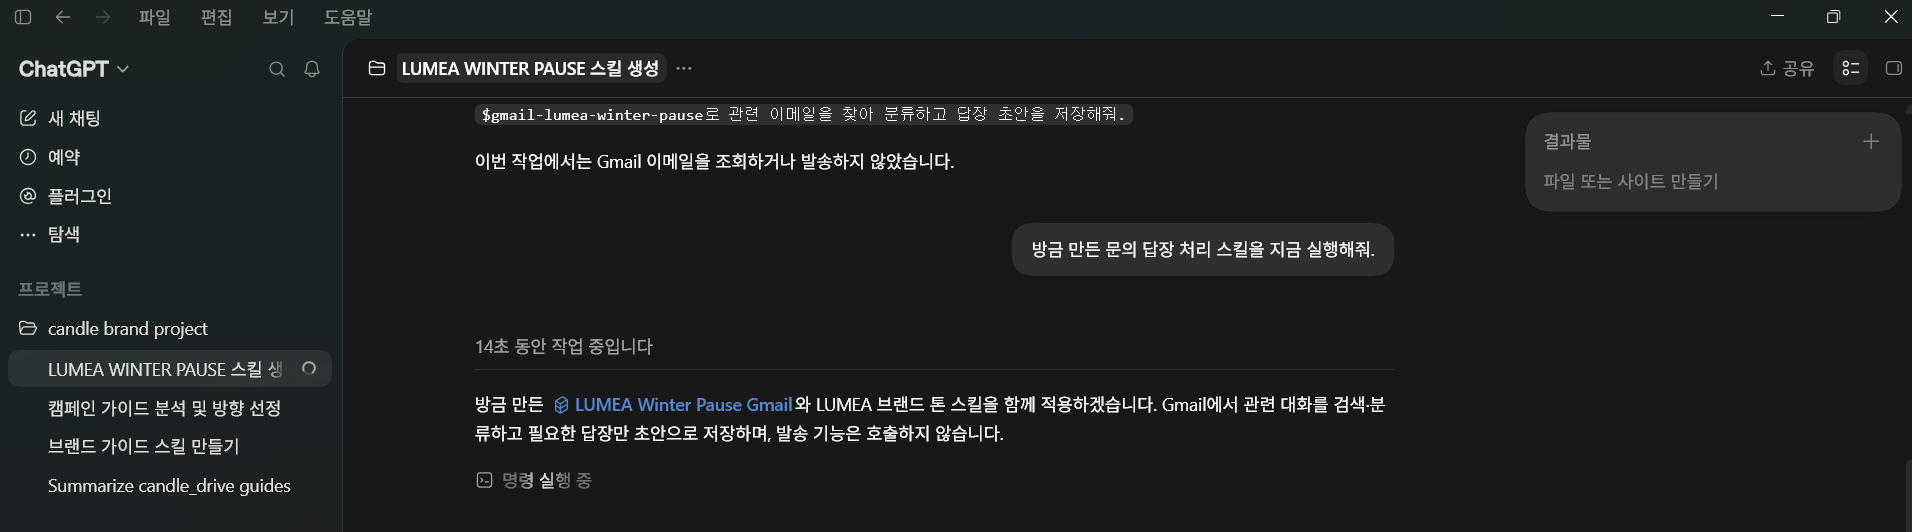 파일 편집 보기 도움말
ChatGPT
새 채팅
예약
플러그인
탐색
프로젝트
candle brand project
LUMEA WINTER PAUSE 스킬 생
캠페인 가이드 분석 및 방향 선정
브랜드 가이드 스킬 만들기
Summarize candle_drive guides
LUMEA WINTER PAUSE 스킬 생성
공유
$gmail-lumea-winter-pause로 관련 이메일을 찾아 분류하고 답장 초안을 저장해줘.
이번 작업에서는 Gmail 이메일을 조회하거나 발송하지 않았습니다.
방금 만든 문의 답장 처리 스킬을 지금 실행해줘.
14초 동안 작업 중입니다
방금 만든 LUMEA Winter Pause Gmail와 LUMEA 브랜드 톤 스킬을 함께 적용하겠습니다. Gmail에서 관련 대화를 검색·분
류하고 필요한 답장만 초안으로 저장하며, 발송 기능은 호출하지 않습니다.
명령 실행 중
결과물
파일 또는 사이트 만들기